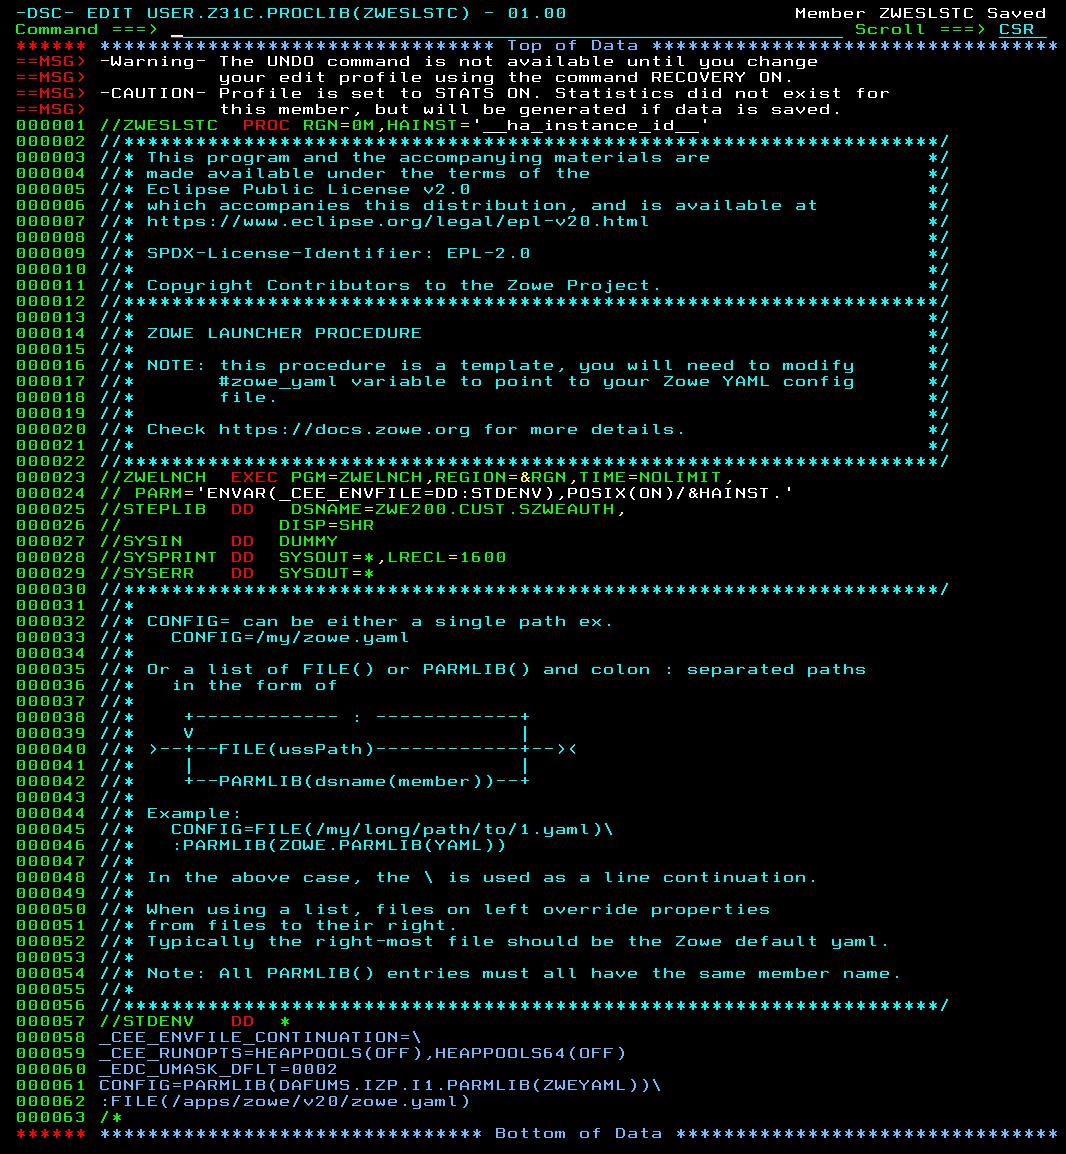 -DSC- EDIT USER.Z31C.PROCLIB(ZWESLSTC) - 01.00                   Member ZWESLSTC Saved
Command ===> _                                                        Scroll ===> CSR
****** ********************************* Top of Data **********************************
==MSG> -Warning- The UNDO command is not available until you change
==MSG>           your edit profile using the command RECOVERY ON.
==MSG> -CAUTION- Profile is set to STATS ON. Statistics did not exist for
==MSG>           this member, but will be generated if data is saved.
000001 //ZWESLSTC  PROC RGN=0M,HAINST='__ha_instance_id__'
000002 //********************************************************************/
000003 //* This program and the accompanying materials are                  */
000004 //* made available under the terms of the                            */
000005 //* Eclipse Public License v2.0                                      */
000006 //* which accompanies this distribution, and is available at         */
000007 //* https://www.eclipse.org/legal/epl-v20.html                       */
000008 //*                                                                  */
000009 //* SPDX-License-Identifier: EPL-2.0                                 */
000010 //*                                                                  */
000011 //* Copyright Contributors to the Zowe Project.                      */
000012 //********************************************************************/
000013 //*                                                                  */
000014 //* ZOWE LAUNCHER PROCEDURE                                          */
000015 //*                                                                  */
000016 //* NOTE: this procedure is a template, you will need to modify      */
000017 //*       #zowe_yaml variable to point to your Zowe YAML config      */
000018 //*       file.                                                      */
000019 //*                                                                  */
000020 //* Check https://docs.zowe.org for more details.                    */
000021 //*                                                                  */
000022 //********************************************************************/
000023 //ZWELNCH  EXEC PGM=ZWELNCH,REGION=&RGN,TIME=NOLIMIT,
000024 // PARM='ENVAR(_CEE_ENVFILE=DD:STDENV),POSIX(ON)/&HAINST.'
000025 //STEPLIB  DD   DSNAME=ZWE200.CUST.SZWEAUTH,
000026 //             DISP=SHR
000027 //SYSIN    DD  DUMMY
000028 //SYSPRINT DD  SYSOUT=*,LRECL=1600
000029 //SYSERR   DD  SYSOUT=*
000030 //********************************************************************/
000031 //*
000032 //* CONFIG= can be either a single path ex.
000033 //*   CONFIG=/my/zowe.yaml
000034 //*
000035 //* Or a list of FILE() or PARMLIB() and colon : separated paths
000036 //*   in the form of
000037 //*
000038 //*    +------------ : ------------+
000039 //*    V                           |
000040 //* >--+--FILE(ussPath)------------+--><
000041 //*    |                           |
000042 //*    +--PARMLIB(dsname(member))--+
000043 //*
000044 //* Example:
000045 //*   CONFIG=FILE(/my/long/path/to/1.yaml)\
000046 //*   :PARMLIB(ZOWE.PARMLIB(YAML))
000047 //*
000048 //* In the above case, the \ is used as a line continuation.
000049 //*
000050 //* When using a list, files on left override properties
000051 //* from files to their right.
000052 //* Typically the right-most file should be the Zowe default yaml.
000053 //*
000054 //* Note: All PARMLIB() entries must all have the same member name.
000055 //*
000056 //********************************************************************/
000057 //STDENV   DD  *
000058 _CEE_ENVFILE_CONTINUATION=\
000059 _CEE_RUNOPTS=HEAPPOOLS(OFF),HEAPPOOLS64(OFF)
000060 _EDC_UMASK_DFLT=0002
000061 CONFIG=PARMLIB(DAFUMS.IZP.I1.PARMLIB(ZWEYAML))\
000062 :FILE(/apps/zowe/v20/zowe.yaml)
000063 /*
****** ******************************** Bottom of Data ********************************